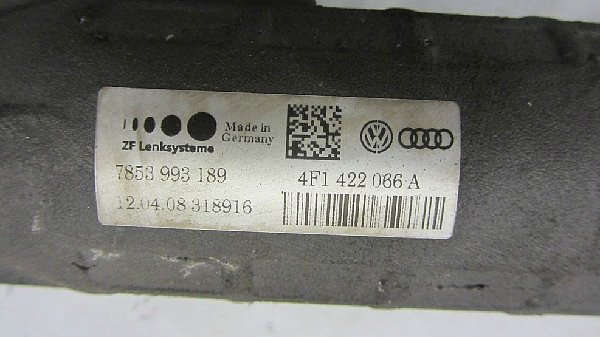 Made in
Germany
ZF Lenksysteme
7853 993 189
4F1 422 066 A
12.04.08 318916